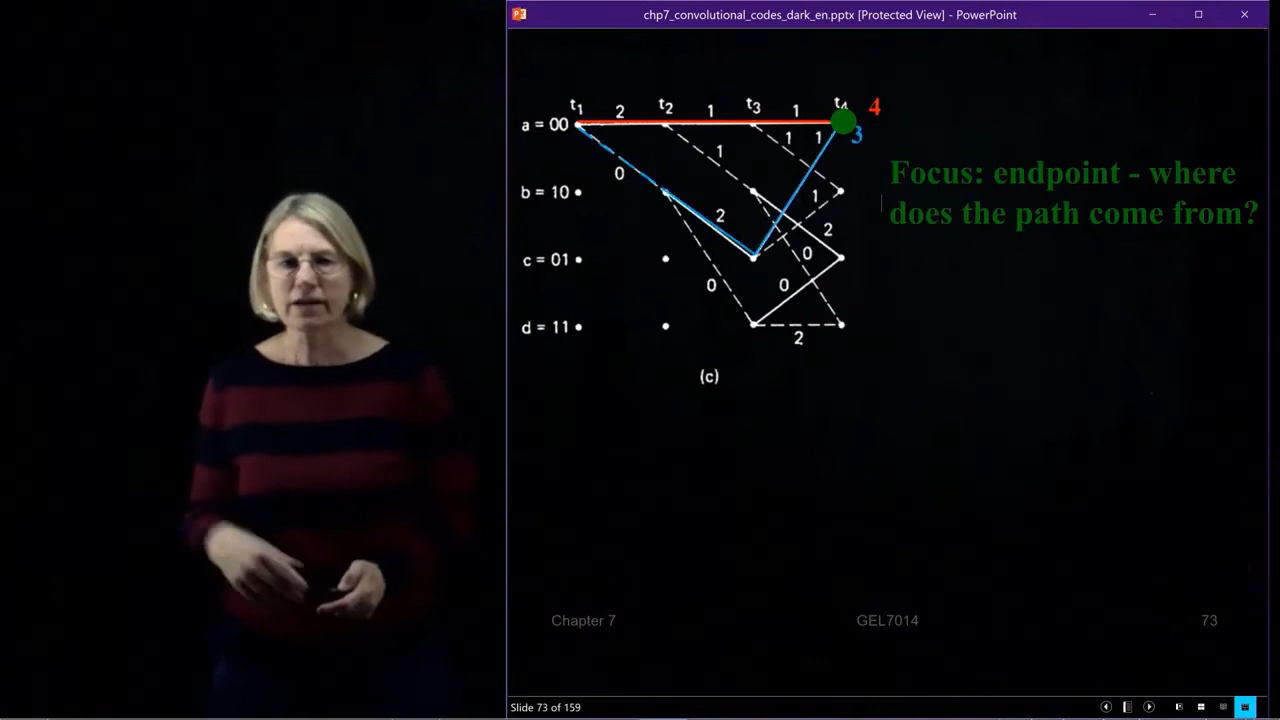 chp7_convolutional_codes_dark_en.pptx [Protected View] - PowerPoint
t1 2 t2 1 t3 1 t4 4
a = 00 1 1 3
1
Focus: endpoint - where
0
b = 10 1
does the path come from?
2 2
0
c = 01
0 0
d = 11
2
(c)
Chapter 7 GEL7014 73
Slide 73 of 159